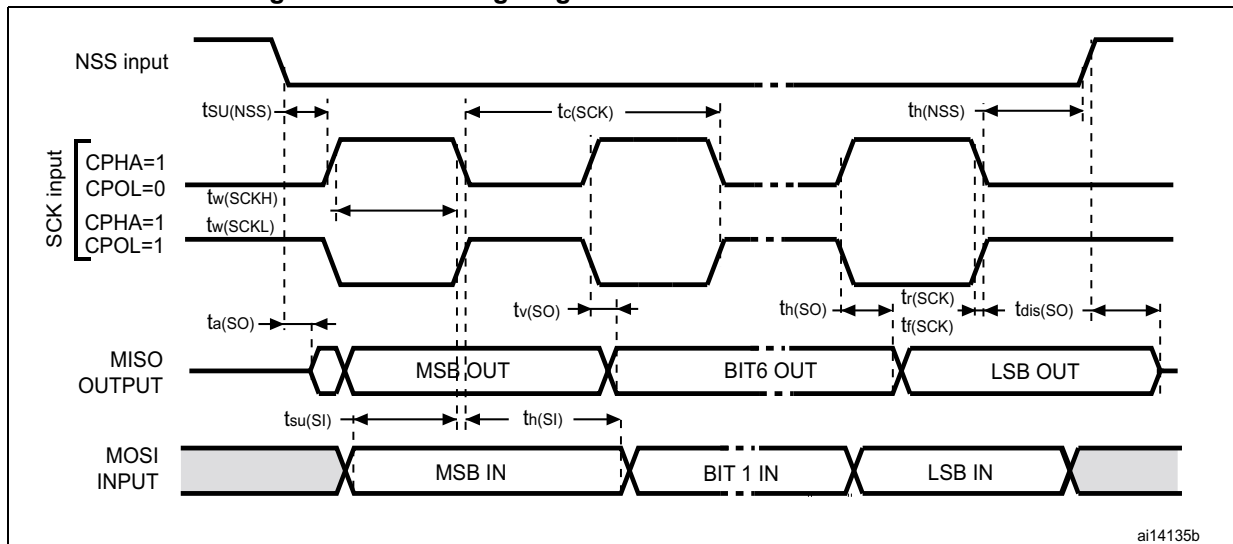 NSS input
tSU(NSS)
tc(SCK)
th(NSS)
SCK input
CPHA=1
CPOL=0
tw(SCKH)
CPHA=1
tw(SCKL)
CPOL=1
ta(SO)
tv(SO)
th(SO)
tr(SCK)
tf(SCK)
tdis(SO)
MISO
OUTPUT
MSB OUT
BIT6 OUT
LSB OUT
tsu(SI)
th(SI)
MOSI
INPUT
MSB IN
BIT 1 IN
LSB IN
ai14135b